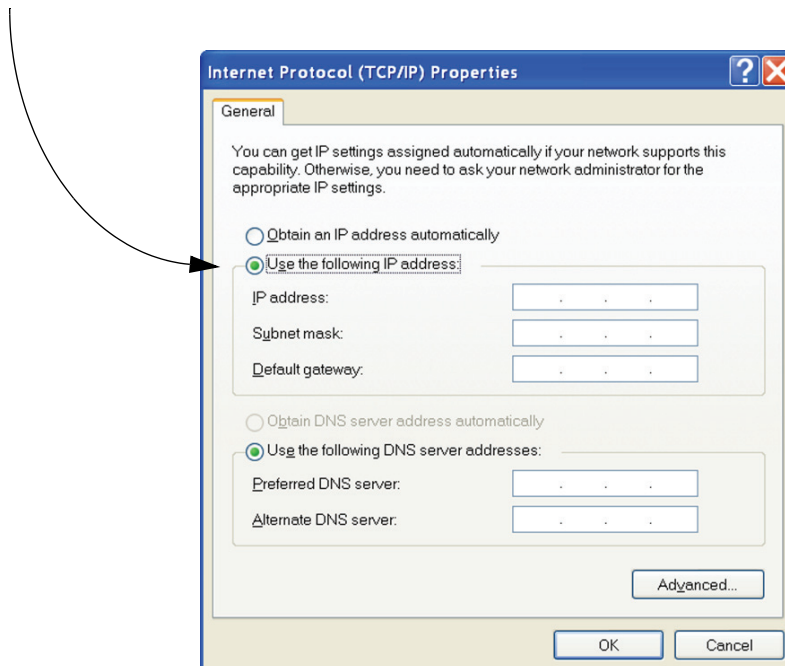 Internet Protocol (TCP/IP) Properties
General
You can get IP settings assigned automatically if your network supports this
capability. Otherwise, you need to ask your network administrator for the
appropriate IP settings.
Obtain an IP address automatically
Use the following IP address:
IP address:
Subnet mask:
Default gateway:
Obtain DNS server address automatically
Use the following DNS server addresses:
Preferred DNS server:
Alternate DNS server:
Advanced...
OK Cancel